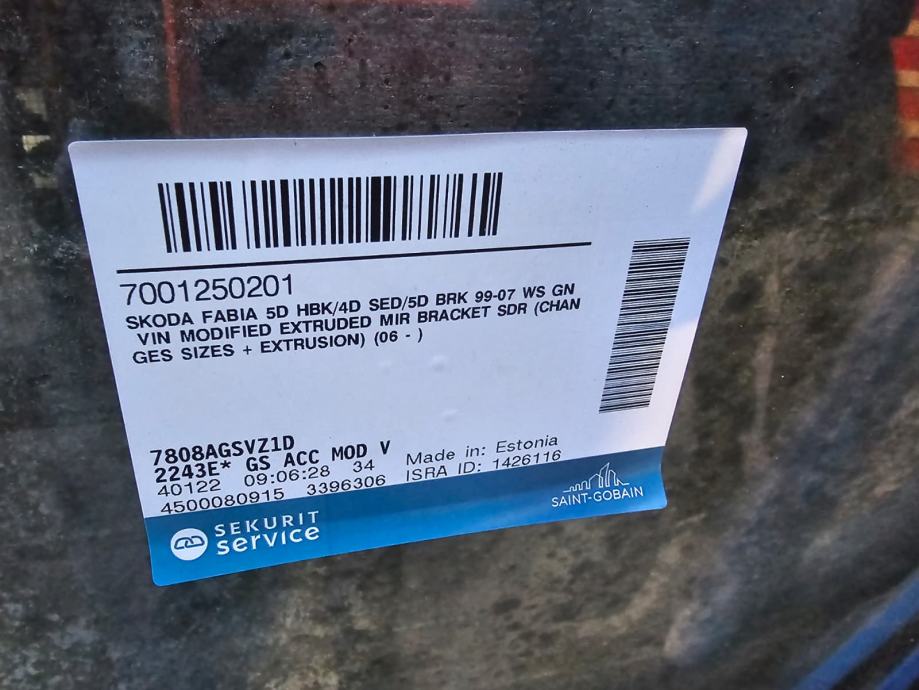 7001250201
SKODA FABIA 5D HBK/4D SED/5D BRK 99-07 WS GN
VIN MODIFIED EXTRUDED MIR BRACKET SDR (CHAN
GES SIZES + EXTRUSION) (06 - )
7808AGSVZ1D
2243E* GS ACC MOD V
40122 09:06:28 34
4500080915 3396306
Made in: Estonia
ISRA ID: 1426116
SEKURIT
service
SAINT-GOBAIN